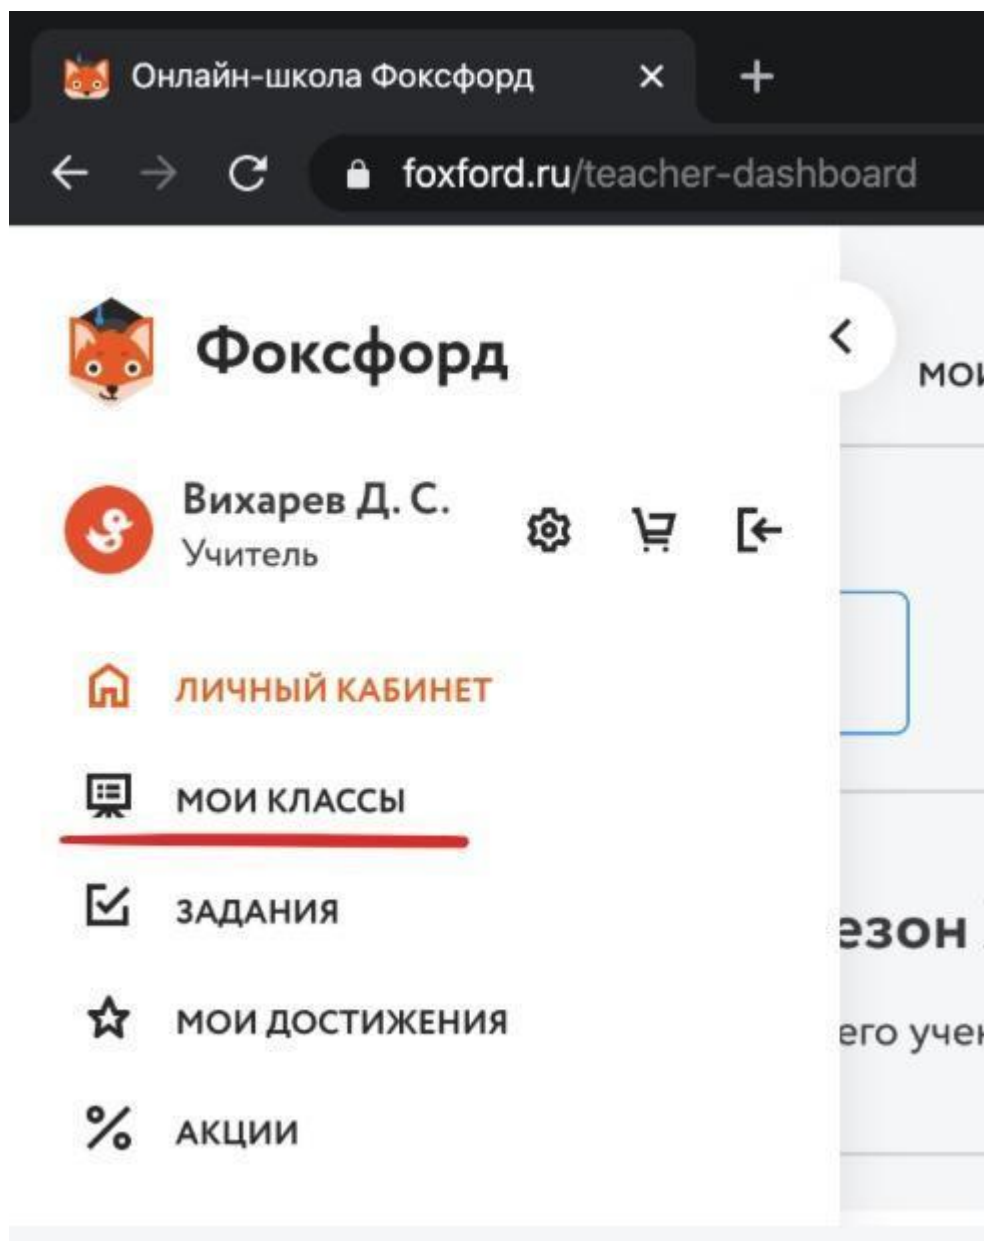 Онлайн-школа Фоксфорд
foxford.ru/teacher-dashboard
Фоксфорд
Вихарев Д. С.
Учитель
ЛИЧНЫЙ КАБИНЕТ
МОИ КЛАССЫ
ЗАДАНИЯ
МОИ ДОСТИЖЕНИЯ
АКЦИИ